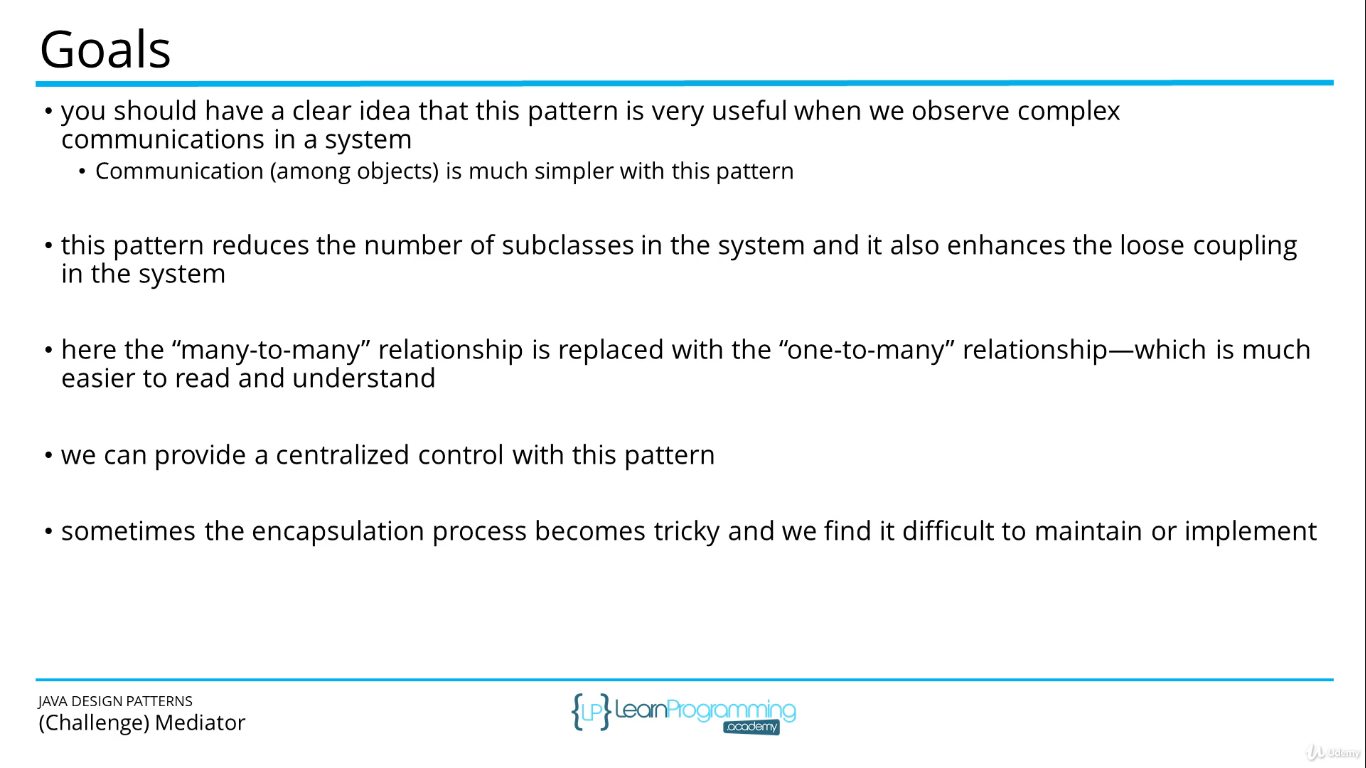 Goals
• you should have a clear idea that this pattern is very useful when we observe complex
communications in a system
• Communication (among objects) is much simpler with this pattern
• this pattern reduces the number of subclasses in the system and it also enhances the loose coupling
in the system
• here the “many-to-many” relationship is replaced with the “one-to-many” relationship—which is much
easier to read and understand
• we can provide a centralized control with this pattern
• sometimes the encapsulation process becomes tricky and we find it difficult to maintain or implement
JAVA DESIGN PATTERNS
(Challenge) Mediator
{LP} LearnProgramming
.academy
Udemy